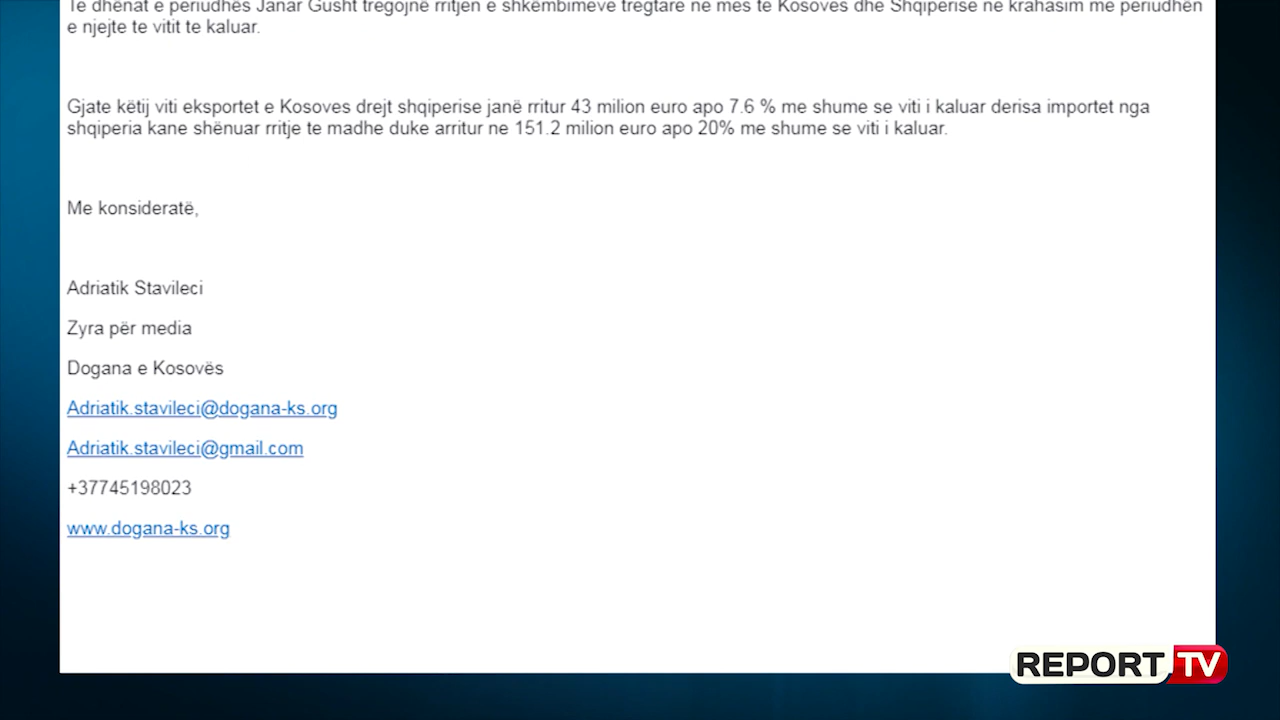 Te dhënat e periudhës Janar Gusht tregojnë rritjen e shkëmbimeve tregtare ne mes te Kosoves dhe Shqiperise ne krahasim me periudhën
e njejte te vitit te kaluar.
Gjate këtij viti eksportet e Kosoves drejt shqiperise janë rritur 43 milion euro apo 7.6 % me shume se viti i kaluar derisa importet nga
shqiperia kane shënuar rritje te madhe duke arritur ne 151.2 milion euro apo 20% me shume se viti i kaluar.
Me konsideratë,
Adriatik Stavileci
Zyra për media
Dogana e Kosovës
Adriatik.stavileci@dogana-ks.org
Adriatik.stavileci@gmail.com
+37745198023
www.dogana-ks.org
REPORT TV